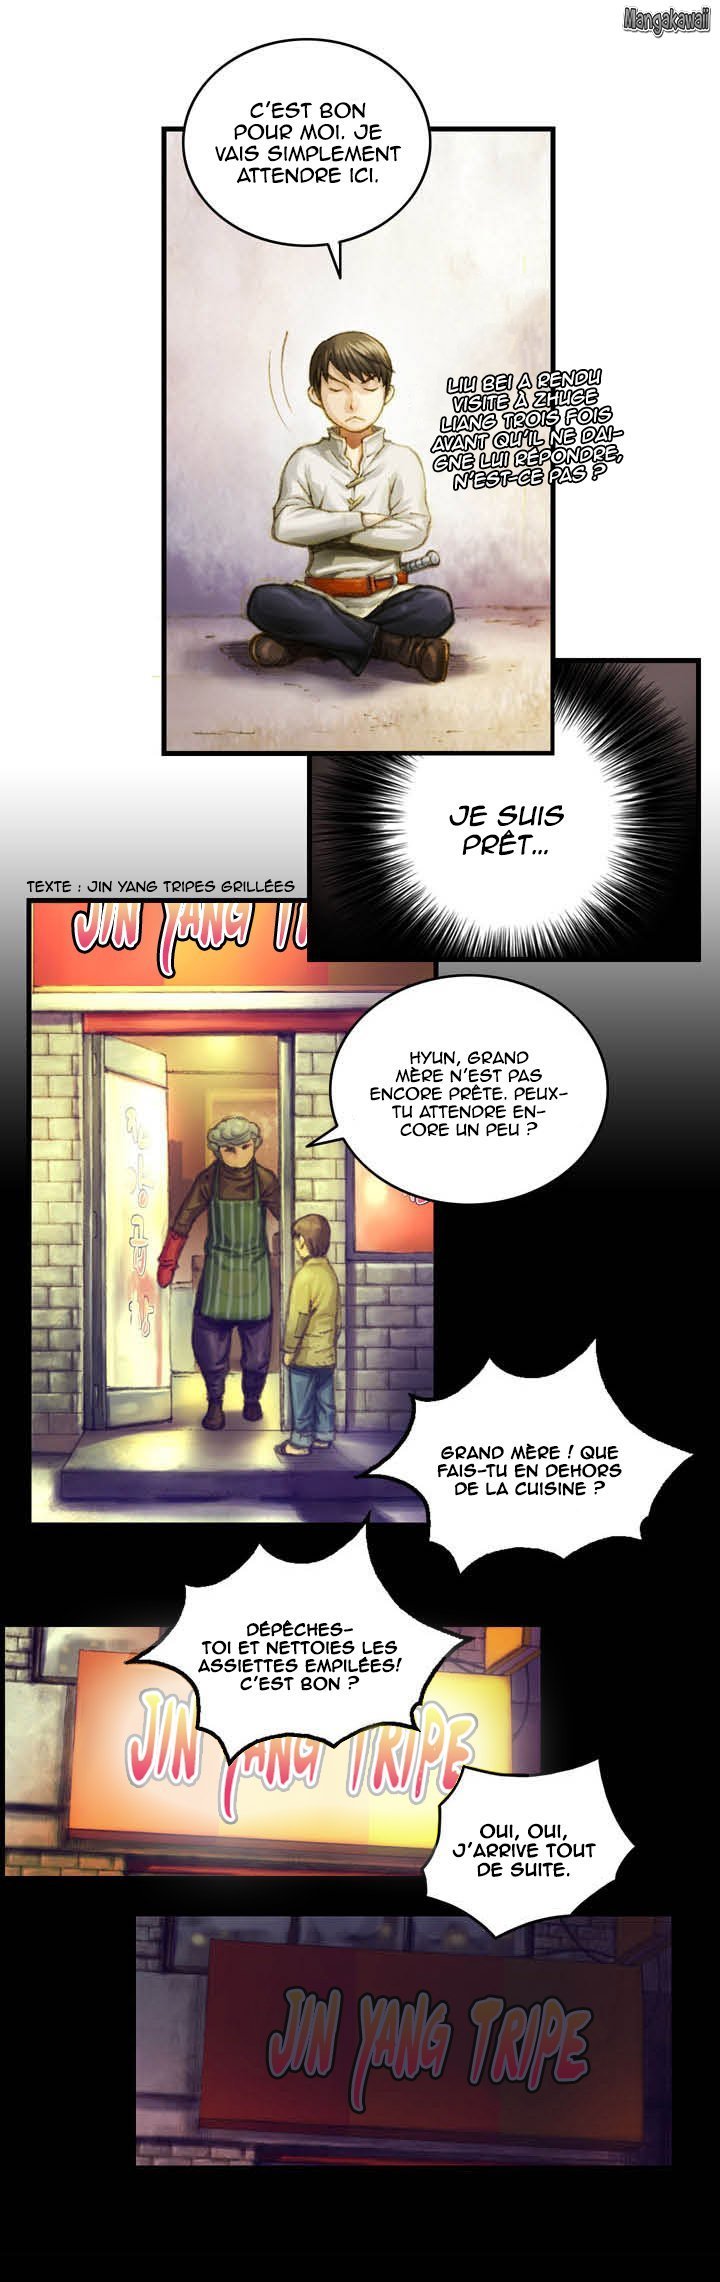 Mangakawaii
C'EST BON
POUR MOI. JE
VAIS SIMPLEMENT
ATTENDRE ICI.
LIU BEI A RENDU
VISITE À ZHUGE
LIANG TROIS FOIS
AVANT QU'IL NE DAI-
GNE LUI RÉPONDRE,
N'EST-CE PAS ?
JE SUIS
PRÊT...
TEXTE : JIN YANG TRIPES GRILLÉES
JIN YANG TRI
HYUN, GRAND
MÈRE N'EST PAS
ENCORE PRÊTE. PEUX-
TU ATTENDRE EN-
CORE UN PEU ?
GRAND MÈRE ! QUE
FAIS-TU EN DEHORS
DE LA CUISINE ?
DÉPÊCHES-
TOI ET NETTOIES LES
ASSIETTES EMPILÉES!
C'EST BON ?
JIN YANG TRIPE
OUI, OUI,
J'ARRIVE TOUT
DE SUITE.
JIN YANG TRIPE